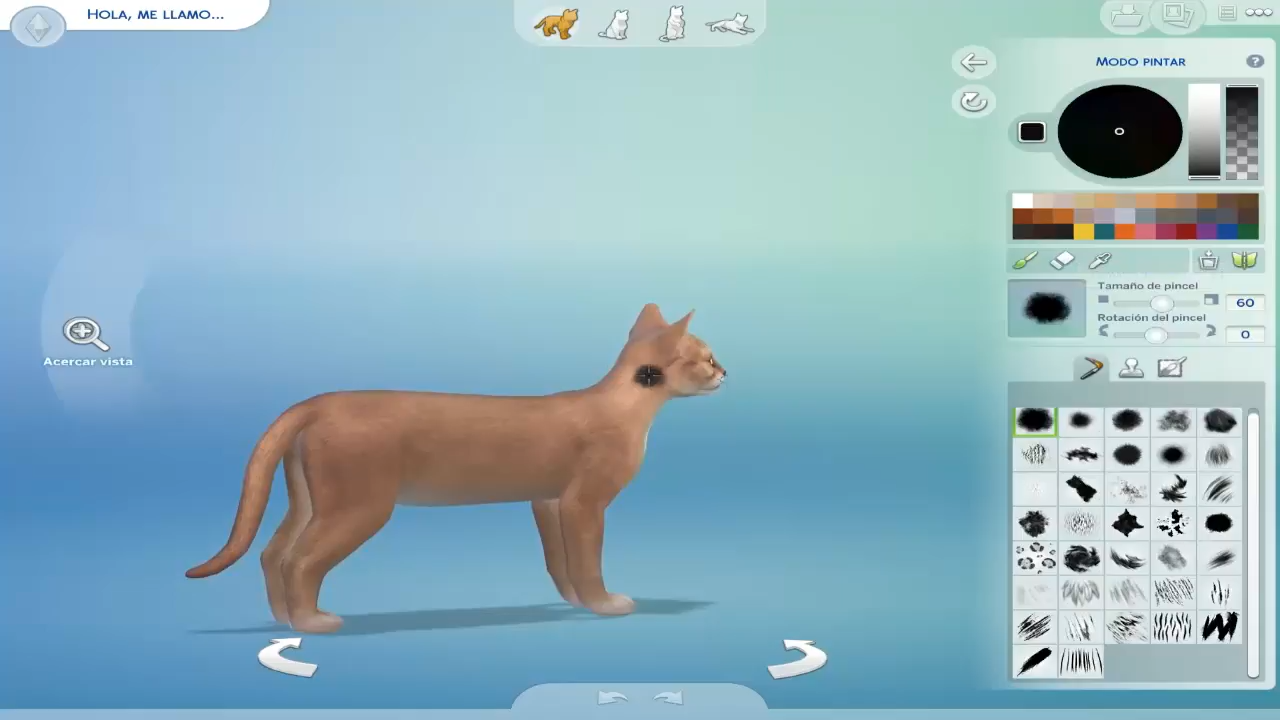 Hola, me llamo...
Modo pintar
?
Tamaño de pincel
60
Rotación del pincel
0
Acercar vista